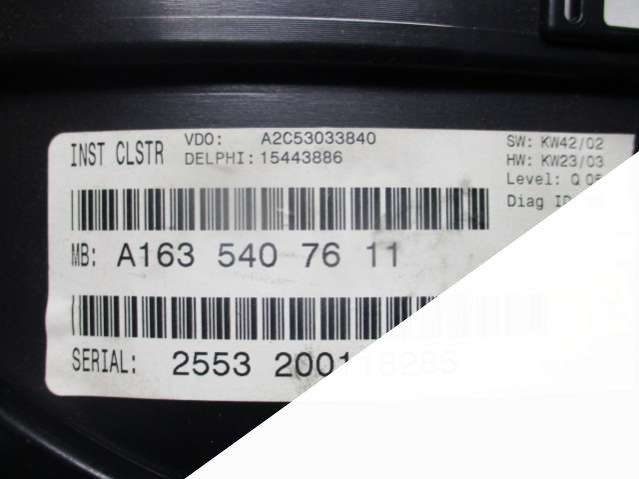 INST CLSTR VDO: A2C53033840
DELPHI: 15443886
SW: KW42/02
HW: KW23/03
Level: Q
Diag ID
MB: A163 540 76 11
SERIAL: 2553